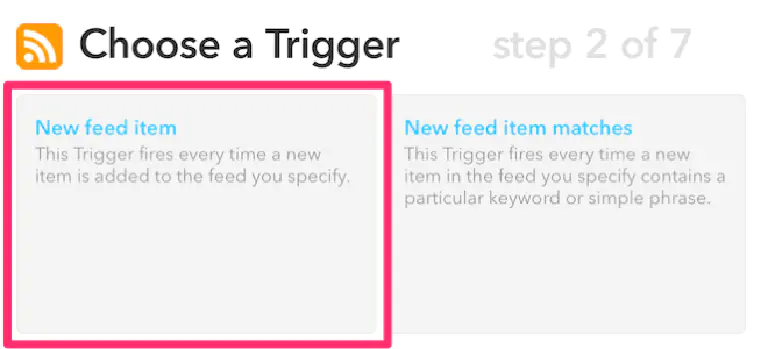 Choose a Trigger step 2 of 7
New feed item
This Trigger fires every time a new
item is added to the feed you specify.
New feed item matches
This Trigger fires every time a new
item in the feed you specify contains a
particular keyword or simple phrase.